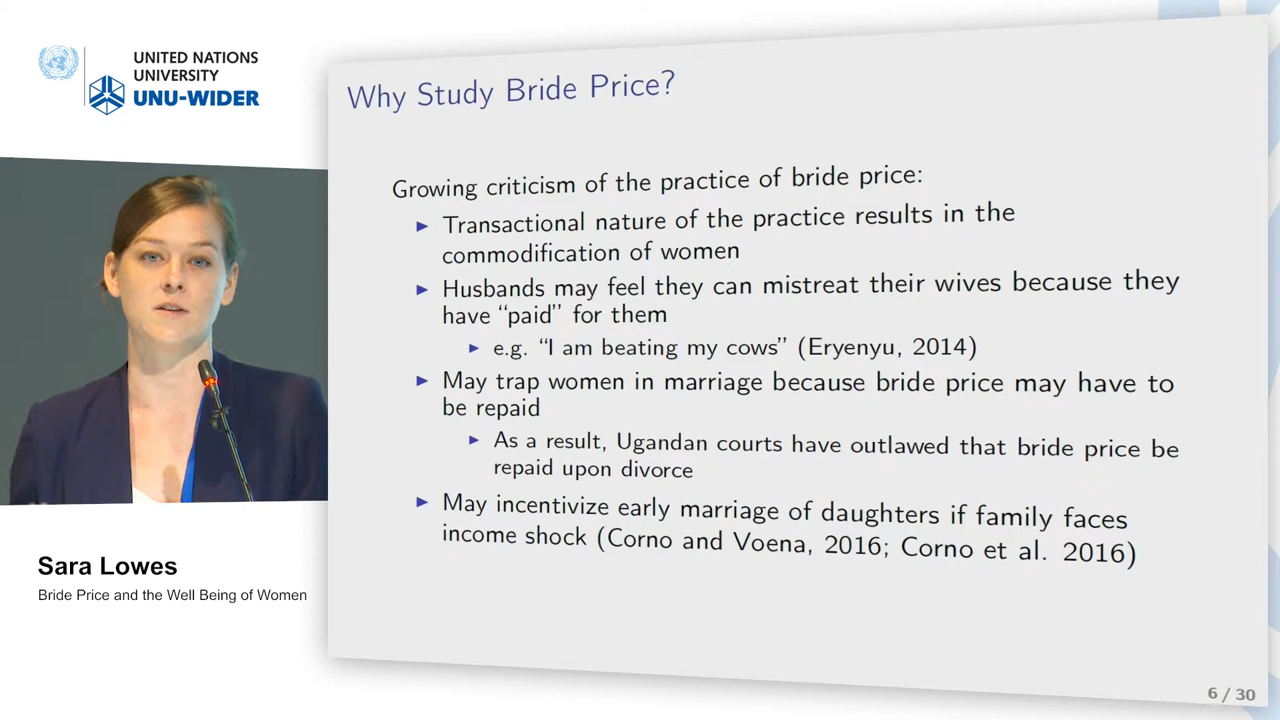 UNITED NATIONS
UNIVERSITY
UNU-WIDER
Sara Lowes
Bride Price and the Well Being of Women
Why Study Bride Price?
Growing criticism of the practice of bride price:
▶ Transactional nature of the practice results in the
commodification of women
▶ Husbands may feel they can mistreat their wives because they
have “paid” for them
▶ e.g. “I am beating my cows” (Eryenyu, 2014)
▶ May trap women in marriage because bride price may have to
be repaid
▶ As a result, Ugandan courts have outlawed that bride price be
repaid upon divorce
▶ May incentivize early marriage of daughters if family faces
income shock (Corno and Voena, 2016; Corno et al. 2016)
6 / 30